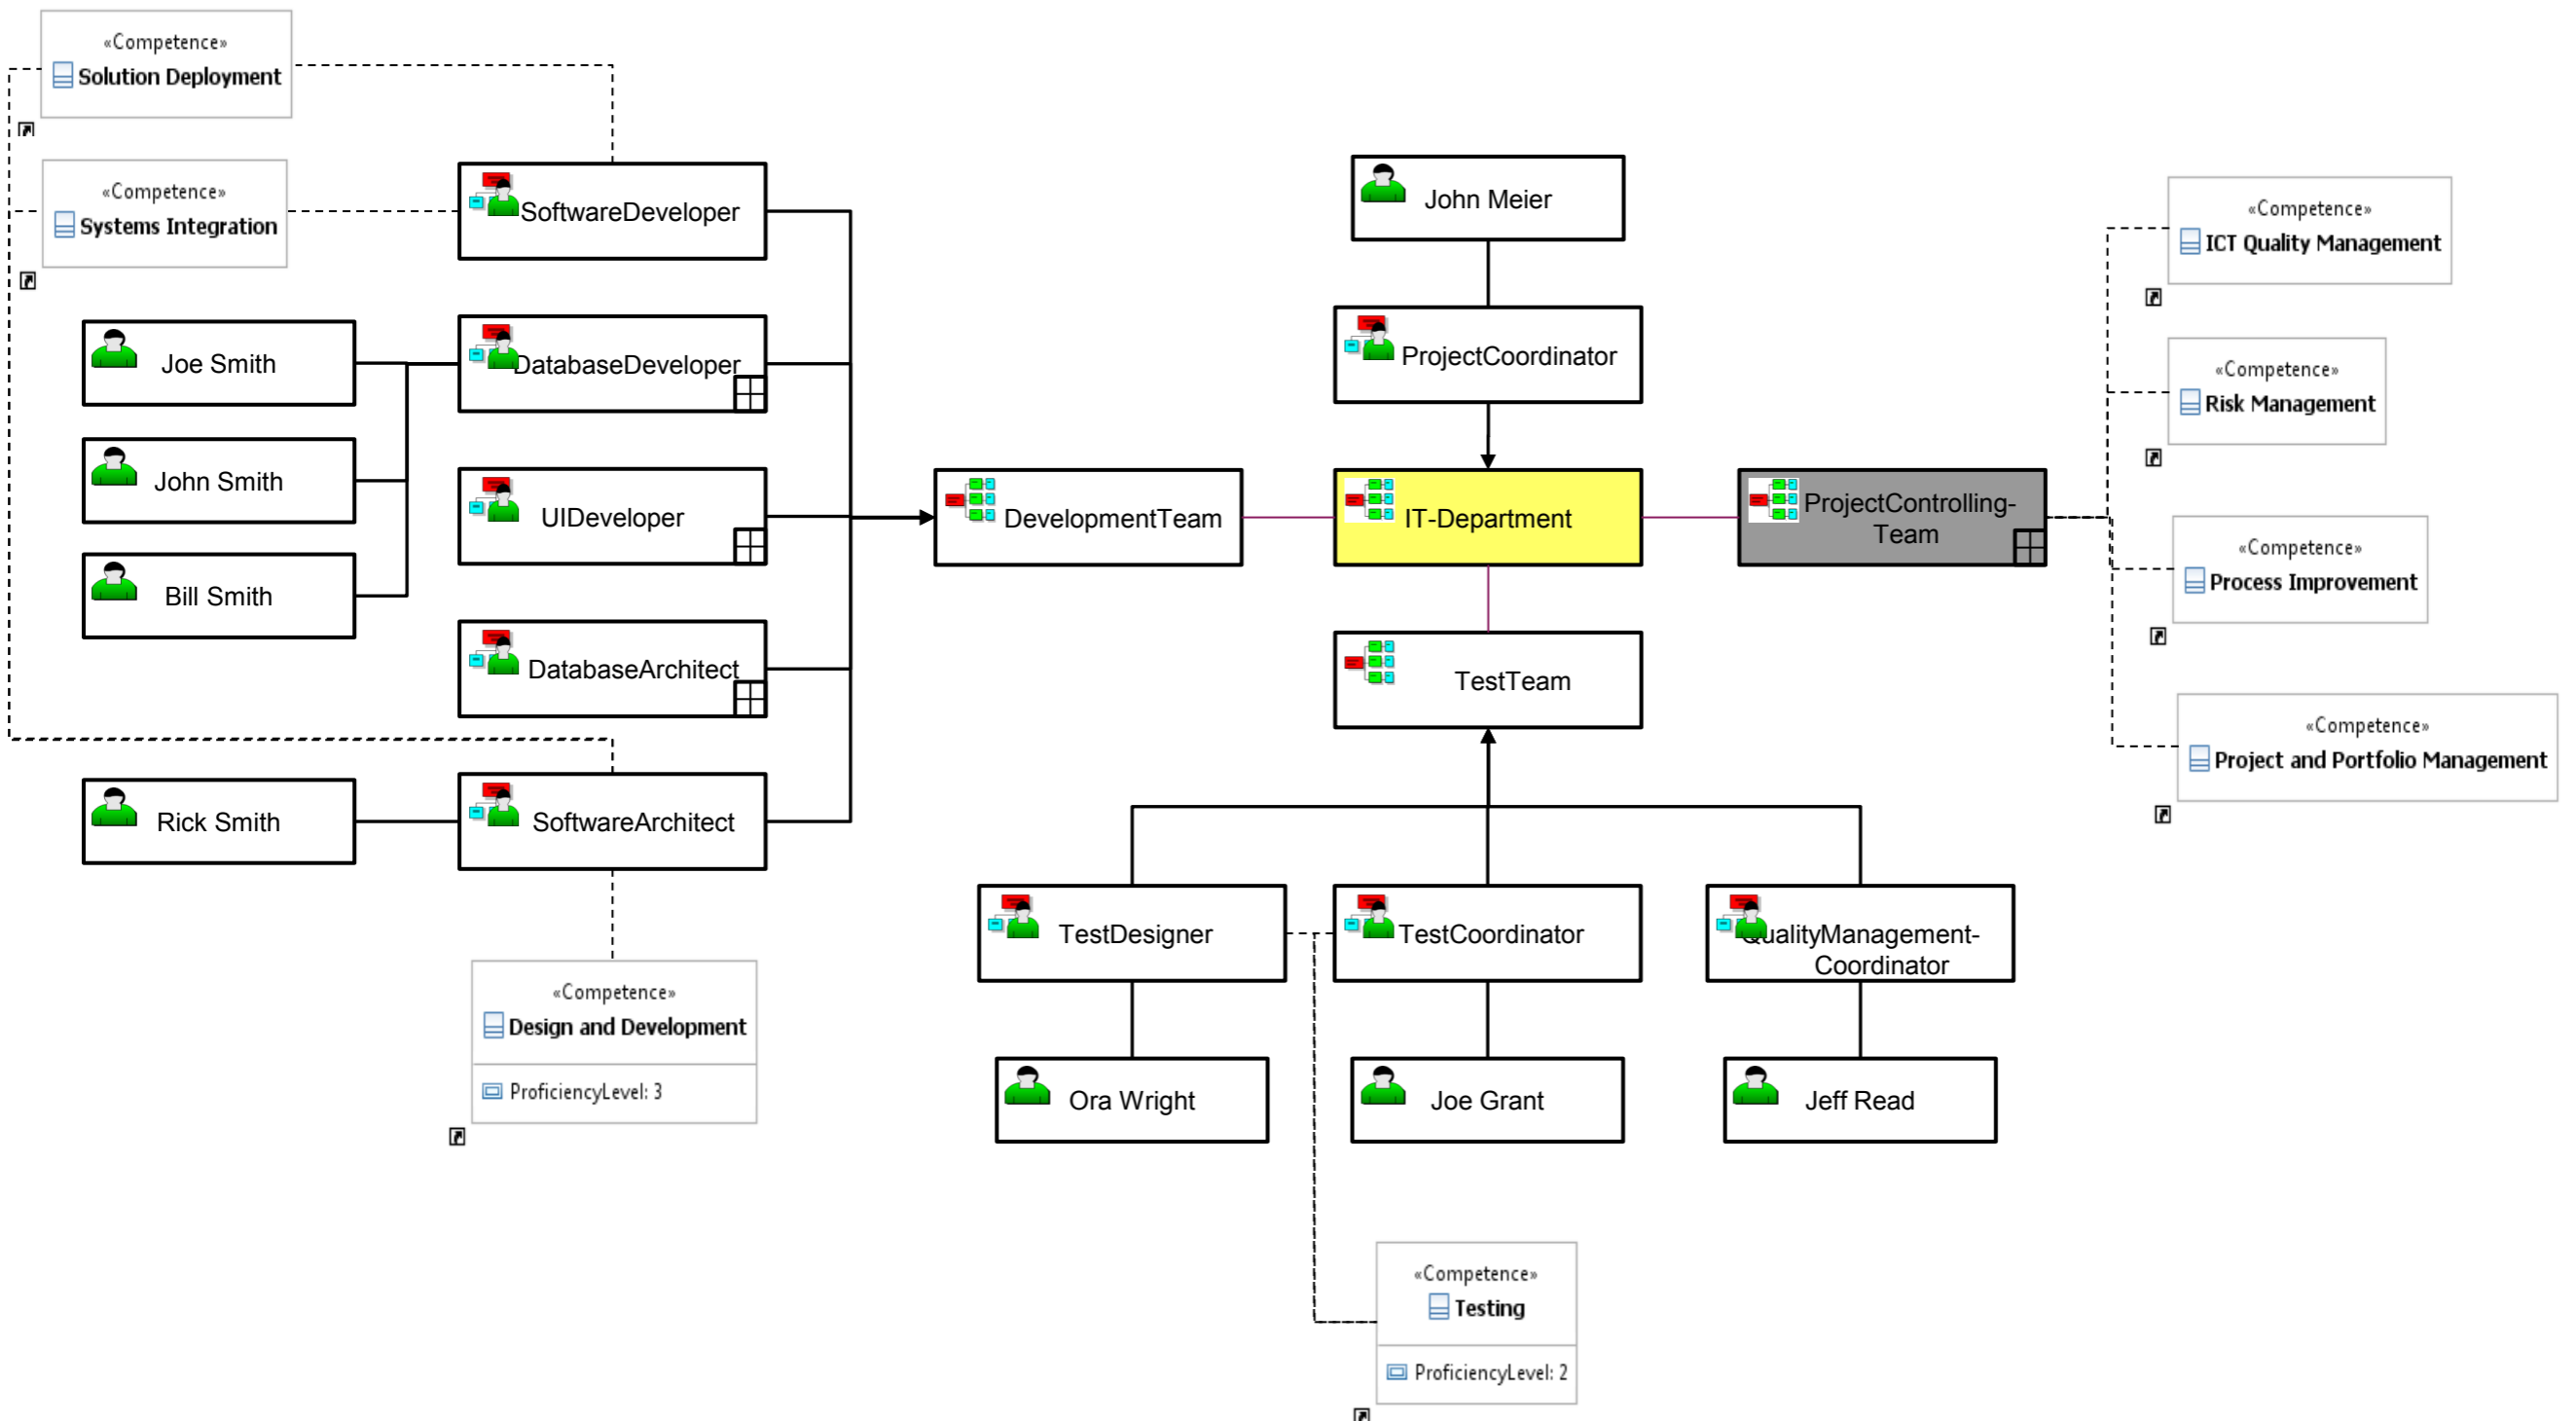 «Competence»
Solution Deployment
«Competence»
Systems Integration
SoftwareDeveloper
Joe Smith
DatabaseDeveloper
John Smith
UIDeveloper
Bill Smith
DatabaseArchitect
Rick Smith
SoftwareArchitect
«Competence»
Design and Development
ProficiencyLevel: 3
John Meier
ProjectCoordinator
DevelopmentTeam
IT-Department
ProjectControlling-
Team
TestTeam
TestDesigner
TestCoordinator
QualityManagement-
Coordinator
Ora Wright
Joe Grant
Jeff Read
«Competence»
Testing
ProficiencyLevel: 2
«Competence»
ICT Quality Management
«Competence»
Risk Management
«Competence»
Process Improvement
«Competence»
Project and Portfolio Management